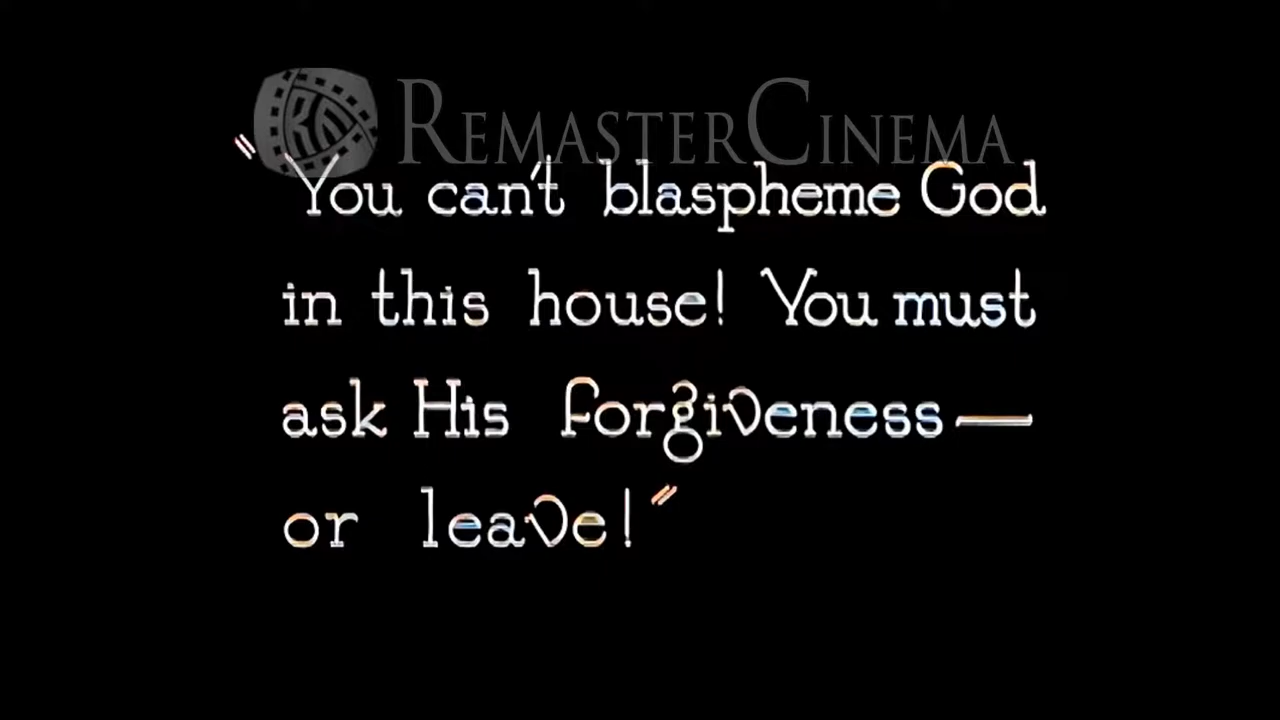 REMASTERCINEMA
"You can't blaspheme God
in this house! You must
ask His forgiveness—
or leave!"